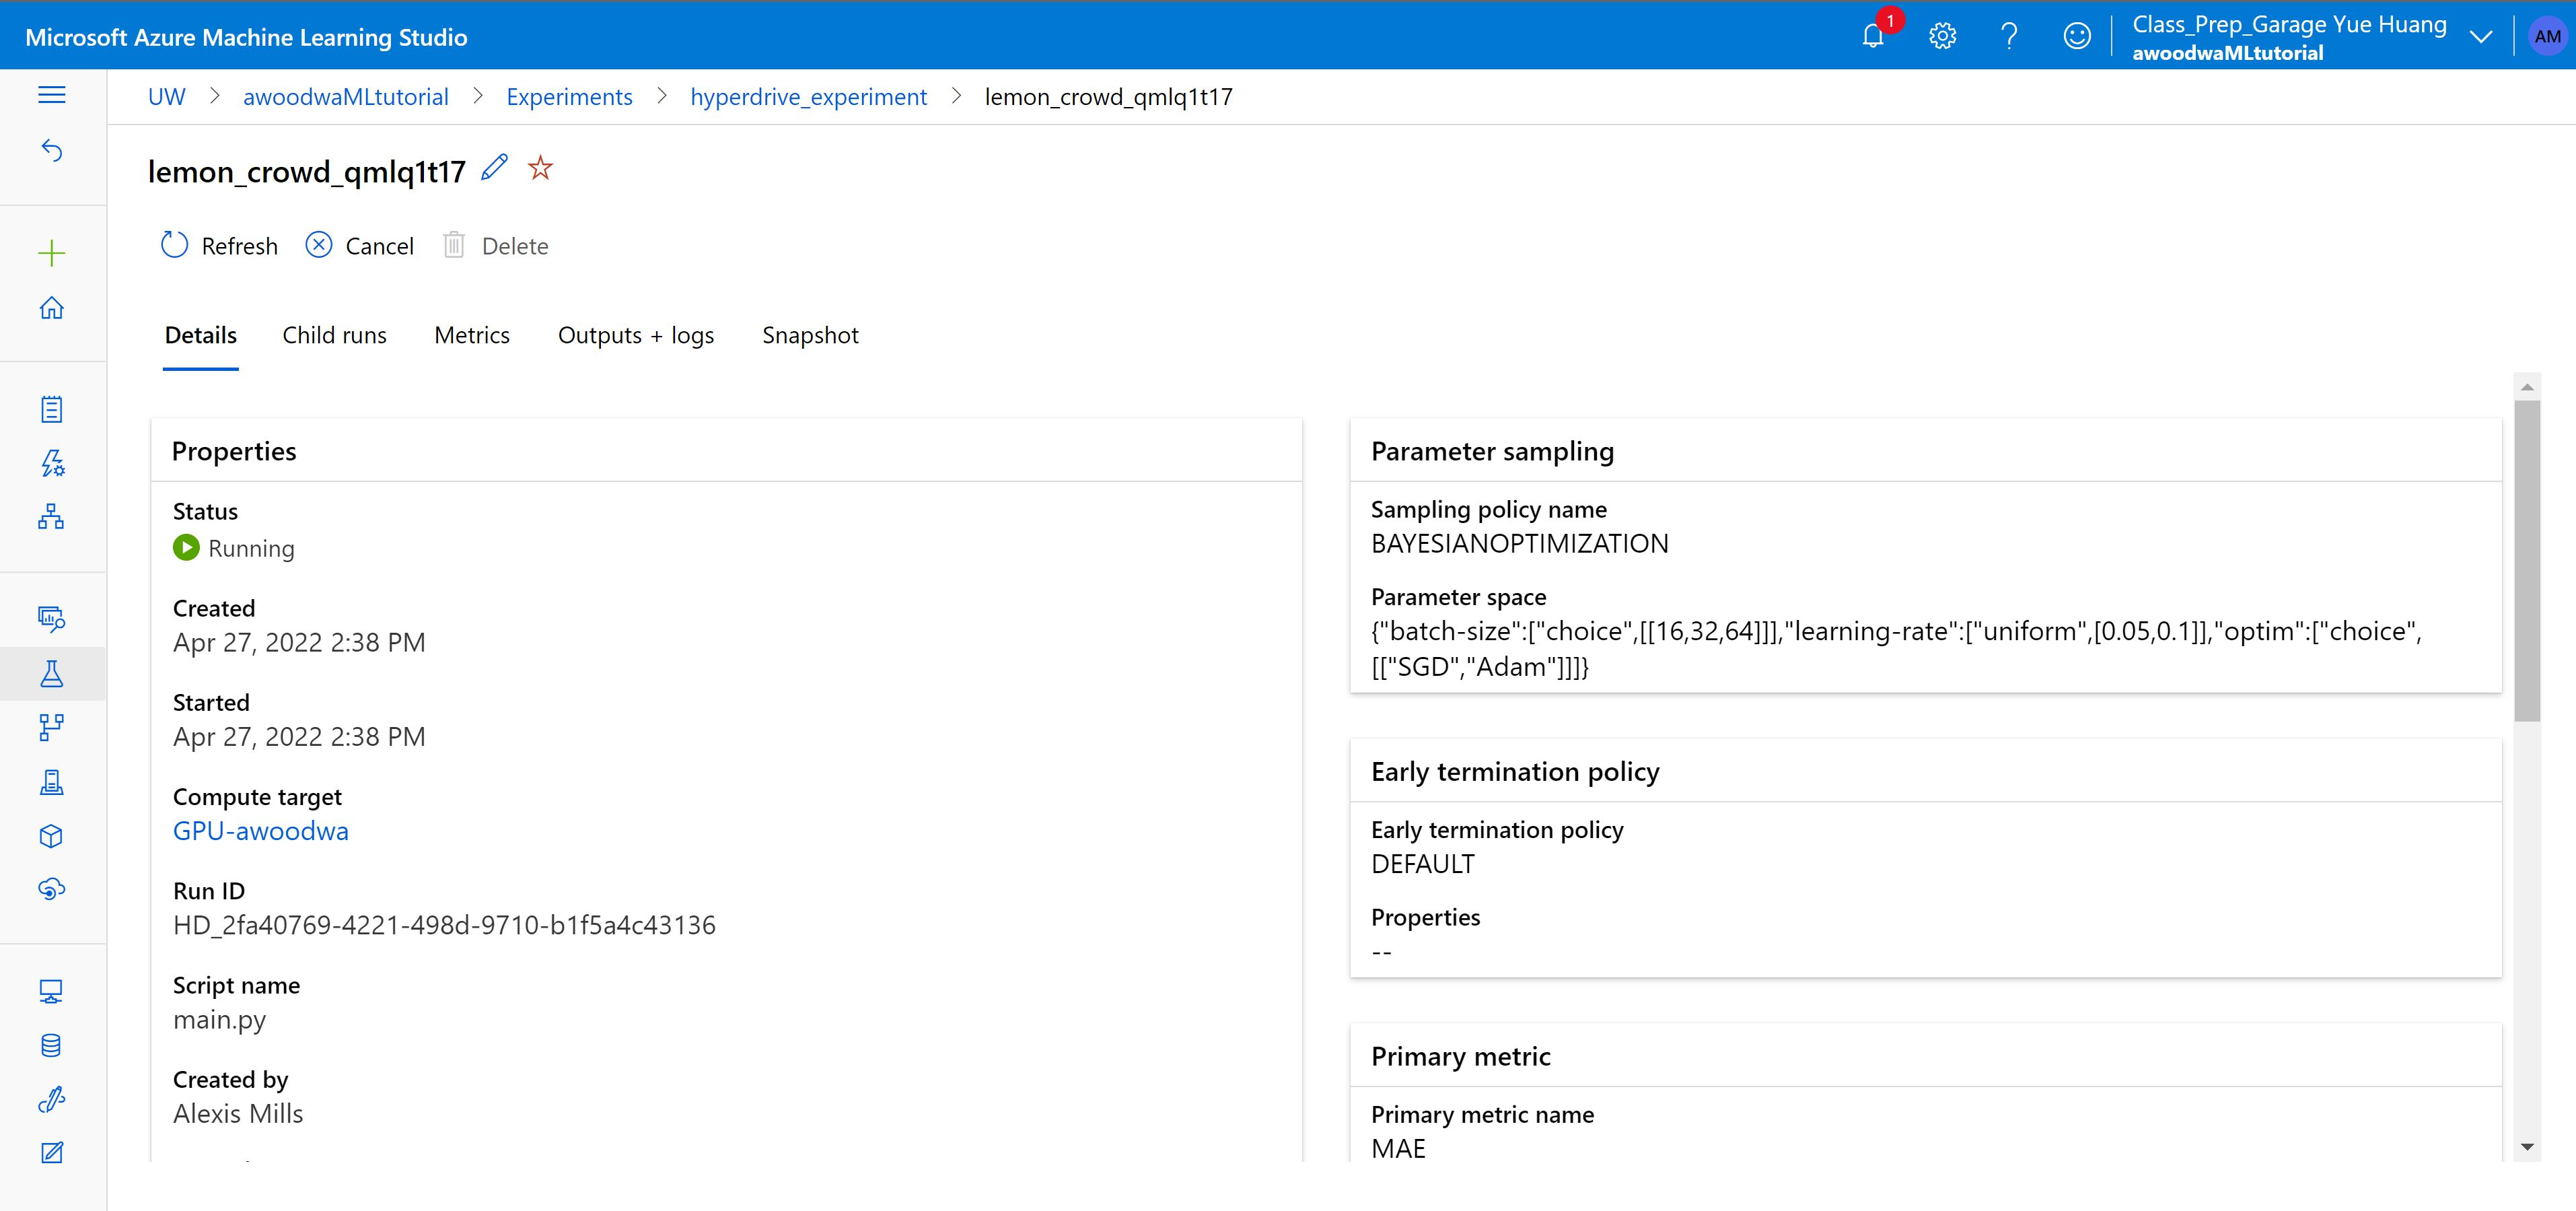 Microsoft Azure Machine Learning Studio
1
?
Class_Prep_Garage Yue Huang
awoodwaMLtutorial
AM
UW > awoodwaMLtutorial > Experiments > hyperdrive_experiment > lemon_crowd_qmlq1t17
lemon_crowd_qmlq1t17
Refresh Cancel Delete
Details Child runs Metrics Outputs + logs Snapshot
Properties
Status
Running
Created
Apr 27, 2022 2:38 PM
Started
Apr 27, 2022 2:38 PM
Compute target
GPU-awoodwa
Run ID
HD_2fa40769-4221-498d-9710-b1f5a4c43136
Script name
main.py
Created by
Alexis Mills
Parameter sampling
Sampling policy name
BAYESIANOPTIMIZATION
Parameter space
{"batch-size":["choice",[[16,32,64]]],"learning-rate":["uniform",[0.05,0.1]],"optim":["choice",
[["SGD","Adam"]]]}
Early termination policy
Early termination policy
DEFAULT
Properties
--
Primary metric
Primary metric name
MAE